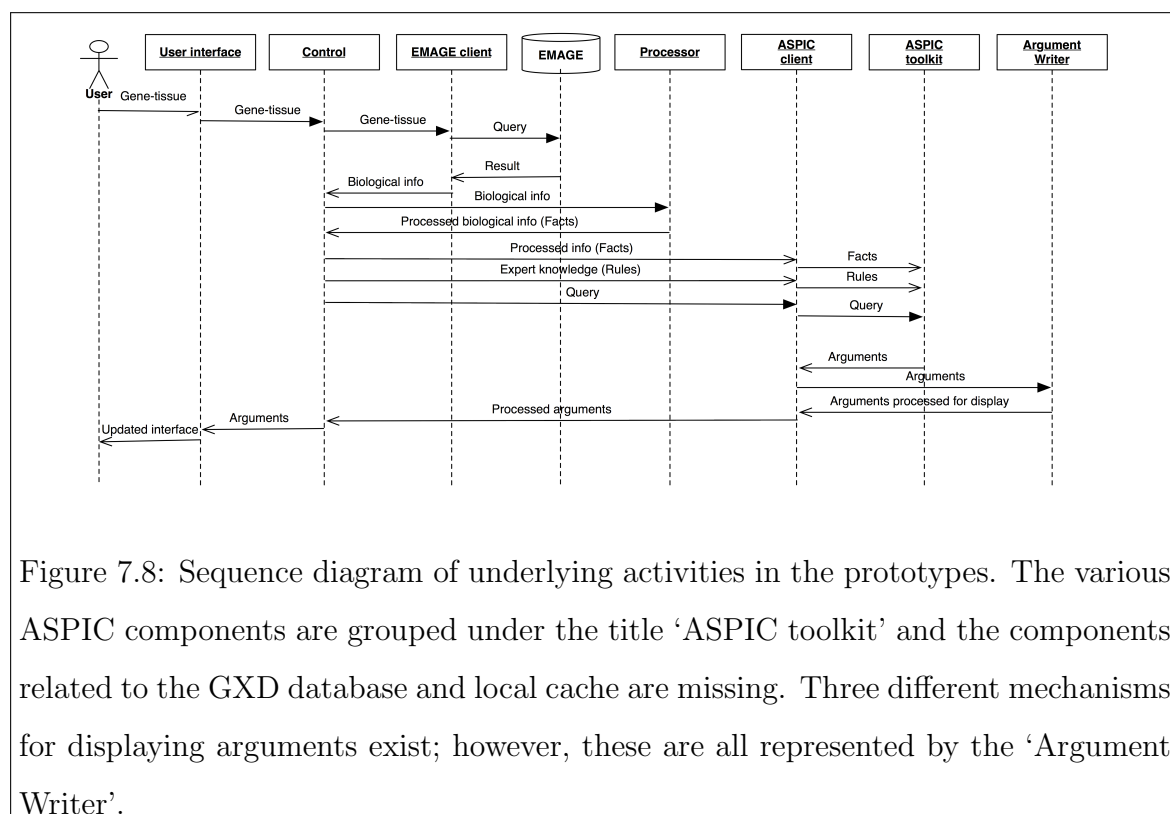 User interface
Control
EMAGE client
EMAGE
Processor
ASPIC
client
ASPIC
toolkit
Argument
Writer
User
Gene-tissue
Gene-tissue
Gene-tissue
Query
Result
Biological info
Biological info
Processed biological info (Facts)
Processed info (Facts)
Facts
Expert knowledge (Rules)
Rules
Query
Query
Arguments
Arguments
Arguments processed for display
Processed arguments
Arguments
Updated interface
Figure 7.8: Sequence diagram of underlying activities in the prototypes. The various
ASPIC components are grouped under the title ‘ASPIC toolkit’ and the components
related to the GXD database and local cache are missing. Three different mechanisms
for displaying arguments exist; however, these are all represented by the ‘Argument
Writer’.